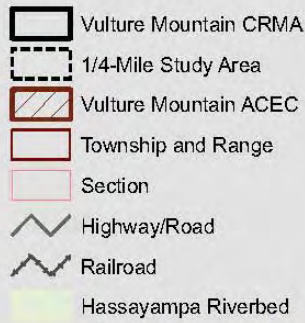 Vulture Mountain CRMA
1/4-Mile Study Area
Vulture Mountain ACEC
Township and Range
Section
Highway/Road
Railroad
Hassayampa Riverbed